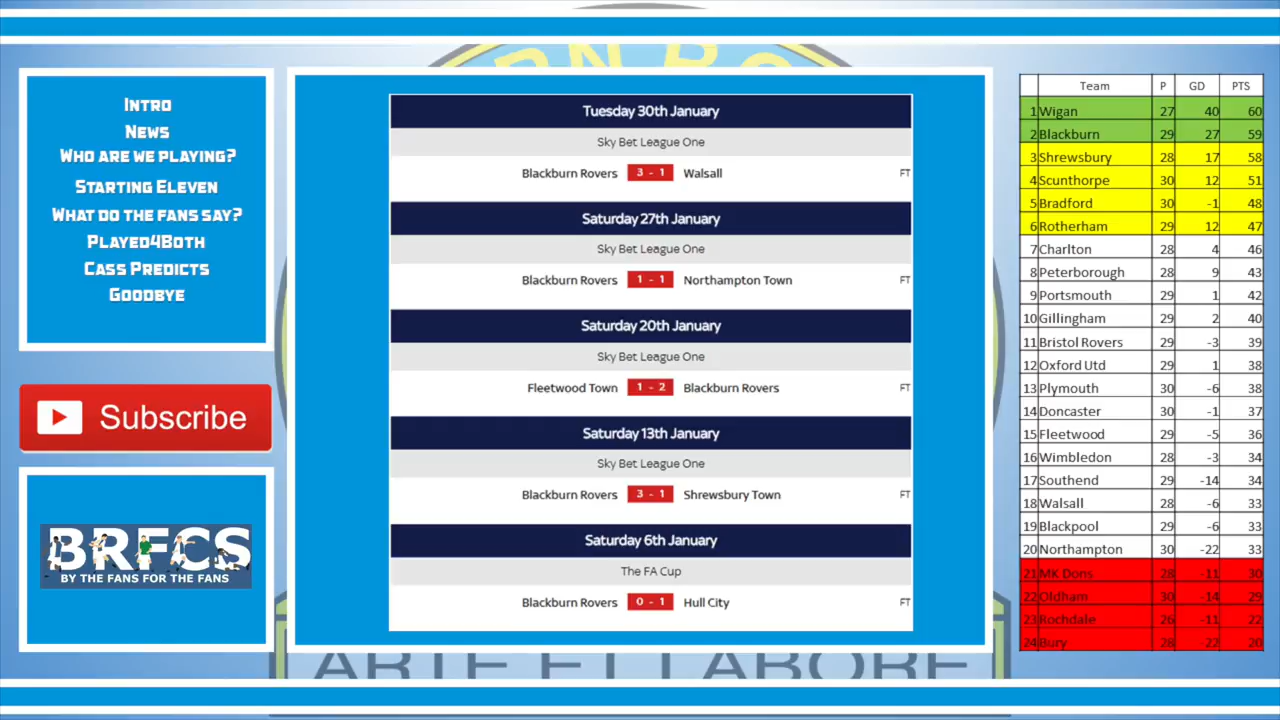 RN RO
INTRO
NEWS
WHO ARE WE PLAYING?
STARTING ELEVEN
WHAT DO THE FANS SAY?
PLAYED4BOTH
CASS PREDICTS
GOODBYE
Subscribe
BRFCS
BY THE FANS FOR THE FANS
Tuesday 30th January
Sky Bet League One
Blackburn Rovers 3 - 1 Walsall FT
Saturday 27th January
Sky Bet League One
Blackburn Rovers 1 - 1 Northampton Town FT
Saturday 20th January
Sky Bet League One
Fleetwood Town 1 - 2 Blackburn Rovers FT
Saturday 13th January
Sky Bet League One
Blackburn Rovers 3 - 1 Shrewsbury Town FT
Saturday 6th January
The FA Cup
Blackburn Rovers 0 - 1 Hull City FT
Team P GD PTS
1 Wigan 27 40 60
2 Blackburn 29 27 59
3 Shrewsbury 28 17 58
4 Scunthorpe 30 12 51
5 Bradford 30 -1 48
6 Rotherham 29 12 47
7 Charlton 28 4 46
8 Peterborough 28 9 43
9 Portsmouth 29 1 42
10 Gillingham 29 2 40
11 Bristol Rovers 29 -3 39
12 Oxford Utd 29 1 38
13 Plymouth 30 -6 38
14 Doncaster 30 -1 37
15 Fleetwood 29 -5 36
16 Wimbledon 28 -3 34
17 Southend 29 -14 34
18 Walsall 28 -6 33
19 Blackpool 29 -6 33
20 Northampton 30 -22 33
21 MK Dons 28 -11 30
22 Oldham 30 -14 29
23 Rochdale 26 -11 22
24 Bury 28 22 20
ARTE ET LABORE